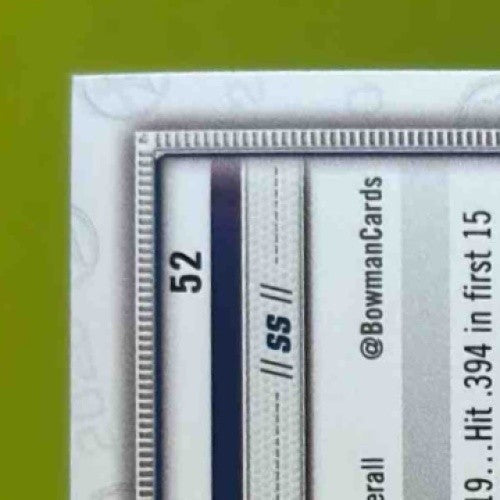 52
// SS //
@BowmanCards
erall
19...Hit .394 in first 15